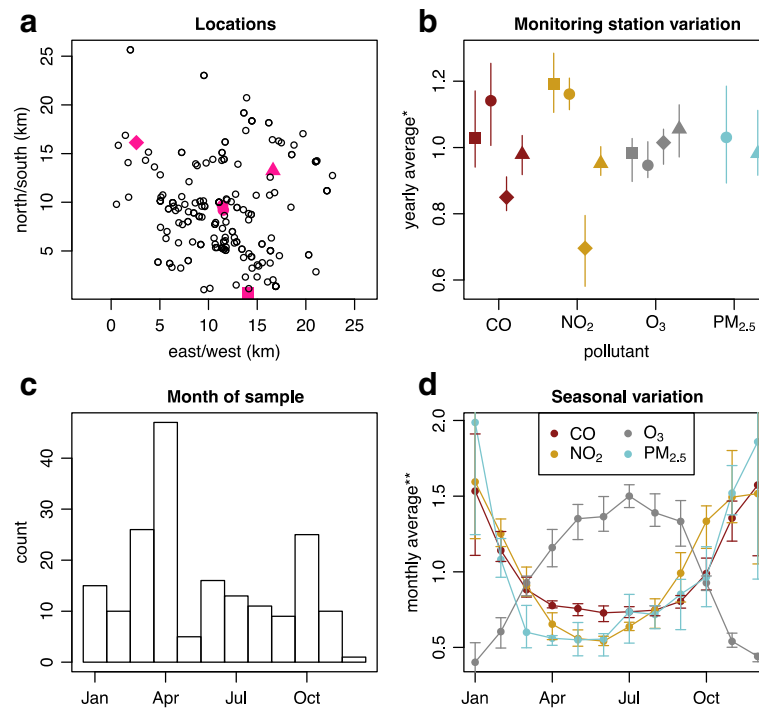 a
Locations
25
20
15
10
5
north/south (km)
0 5 10 15 20 25
east/west (km)
b
Monitoring station variation
1.2
1.0
0.8
0.6
yearly average*
CO NO₂ O₃ PM₂.₅
pollutant
c
Month of sample
40
30
20
10
0
count
Jan Apr Jul Oct
d
Seasonal variation
CO O₃
NO₂ PM₂.₅
2.0
1.5
1.0
0.5
monthly average**
Jan Apr Jul Oct